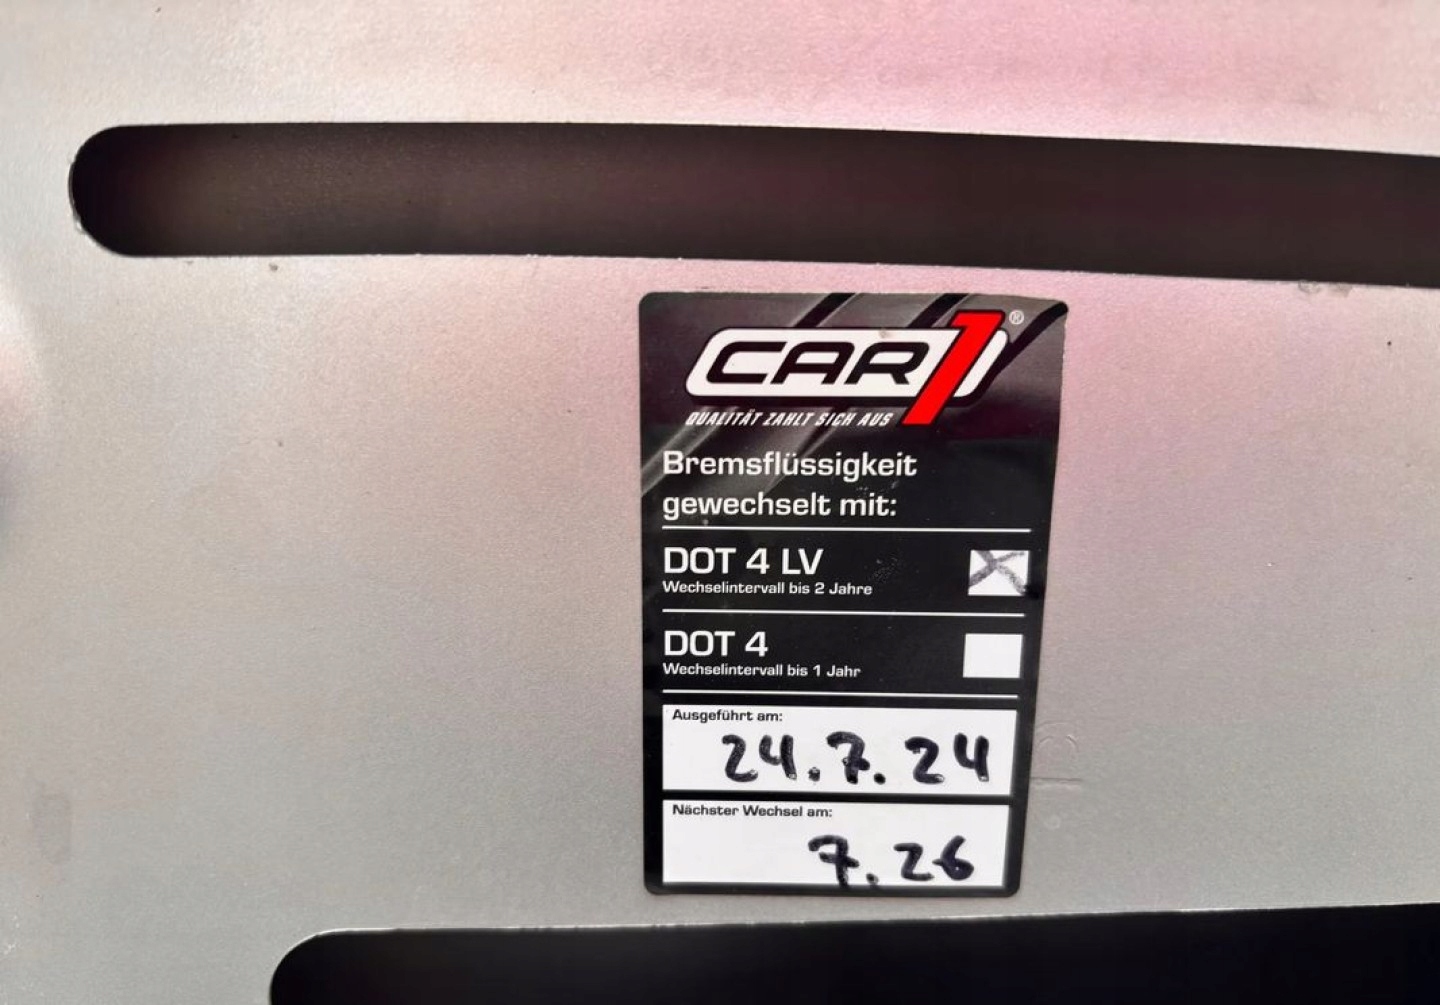 CAR1®
QUALITÄT ZAHLT SICH AUS
Bremsflüssigkeit
gewechselt mit:
DOT 4 LV
Wechselintervall bis 2 Jahre
DOT 4
Wechselintervall bis 1 Jahr
Ausgeführt am:
24.7.24
Nächster Wechsel am:
7.26